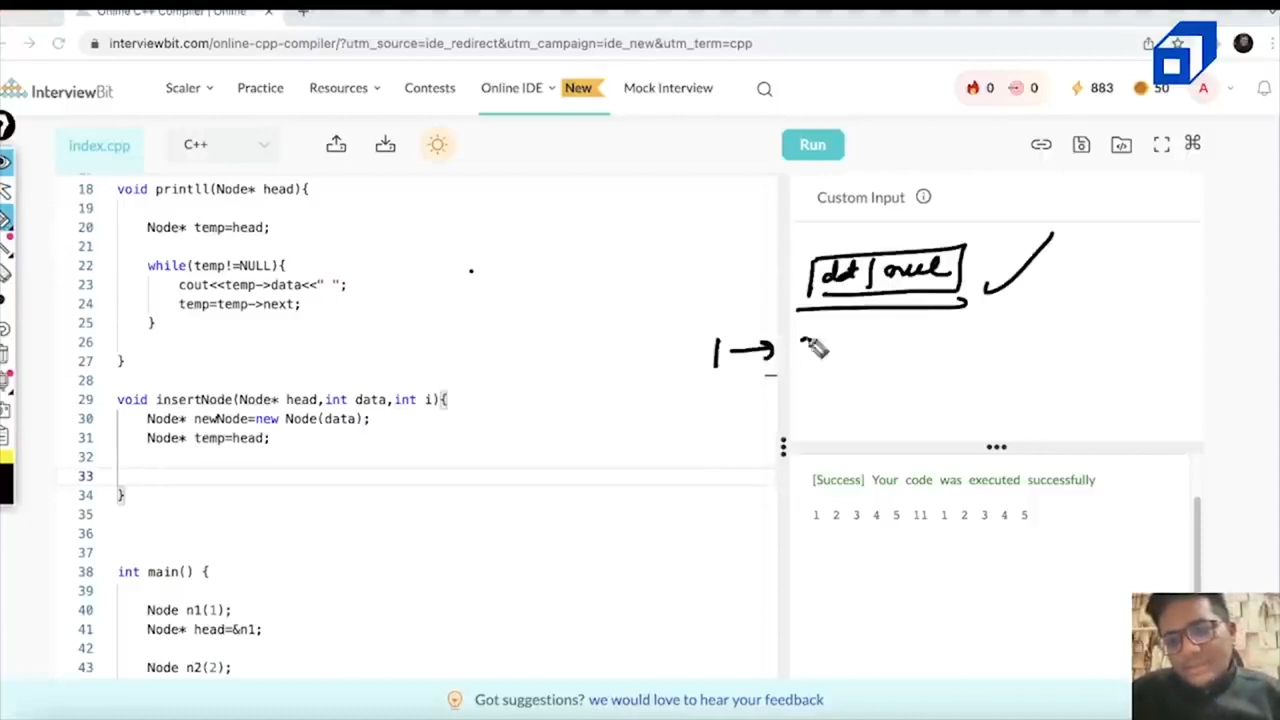 interviewbit.com/online-cpp-compiler/?utm_source=ide_redirect&utm_campaign=ide_new&utm_term=cpp
InterviewBit Scaler Practice Resources Contests Online IDE New Mock Interview 0 0 883 50 A
index.cpp C++ Run
18 void printll(Node* head){
19
20 Node* temp=head;
21
22 while(temp!=NULL){
23 cout<<temp->data<<" ";
24 temp=temp->next;
25 }
26
27 }
28
29 void insertNode(Node* head,int data,int i){
30 Node* newNode=new Node(data);
31 Node* temp=head;
32
33
34 }
35
36
37
38 int main() {
39
40 Node n1(1);
41 Node* head=&n1;
42
43 Node n2(2);
Custom Input
dat | null
1 →
[Success] Your code was executed successfully
1 2 3 4 5 11 1 2 3 4 5
Got suggestions? we would love to hear your feedback